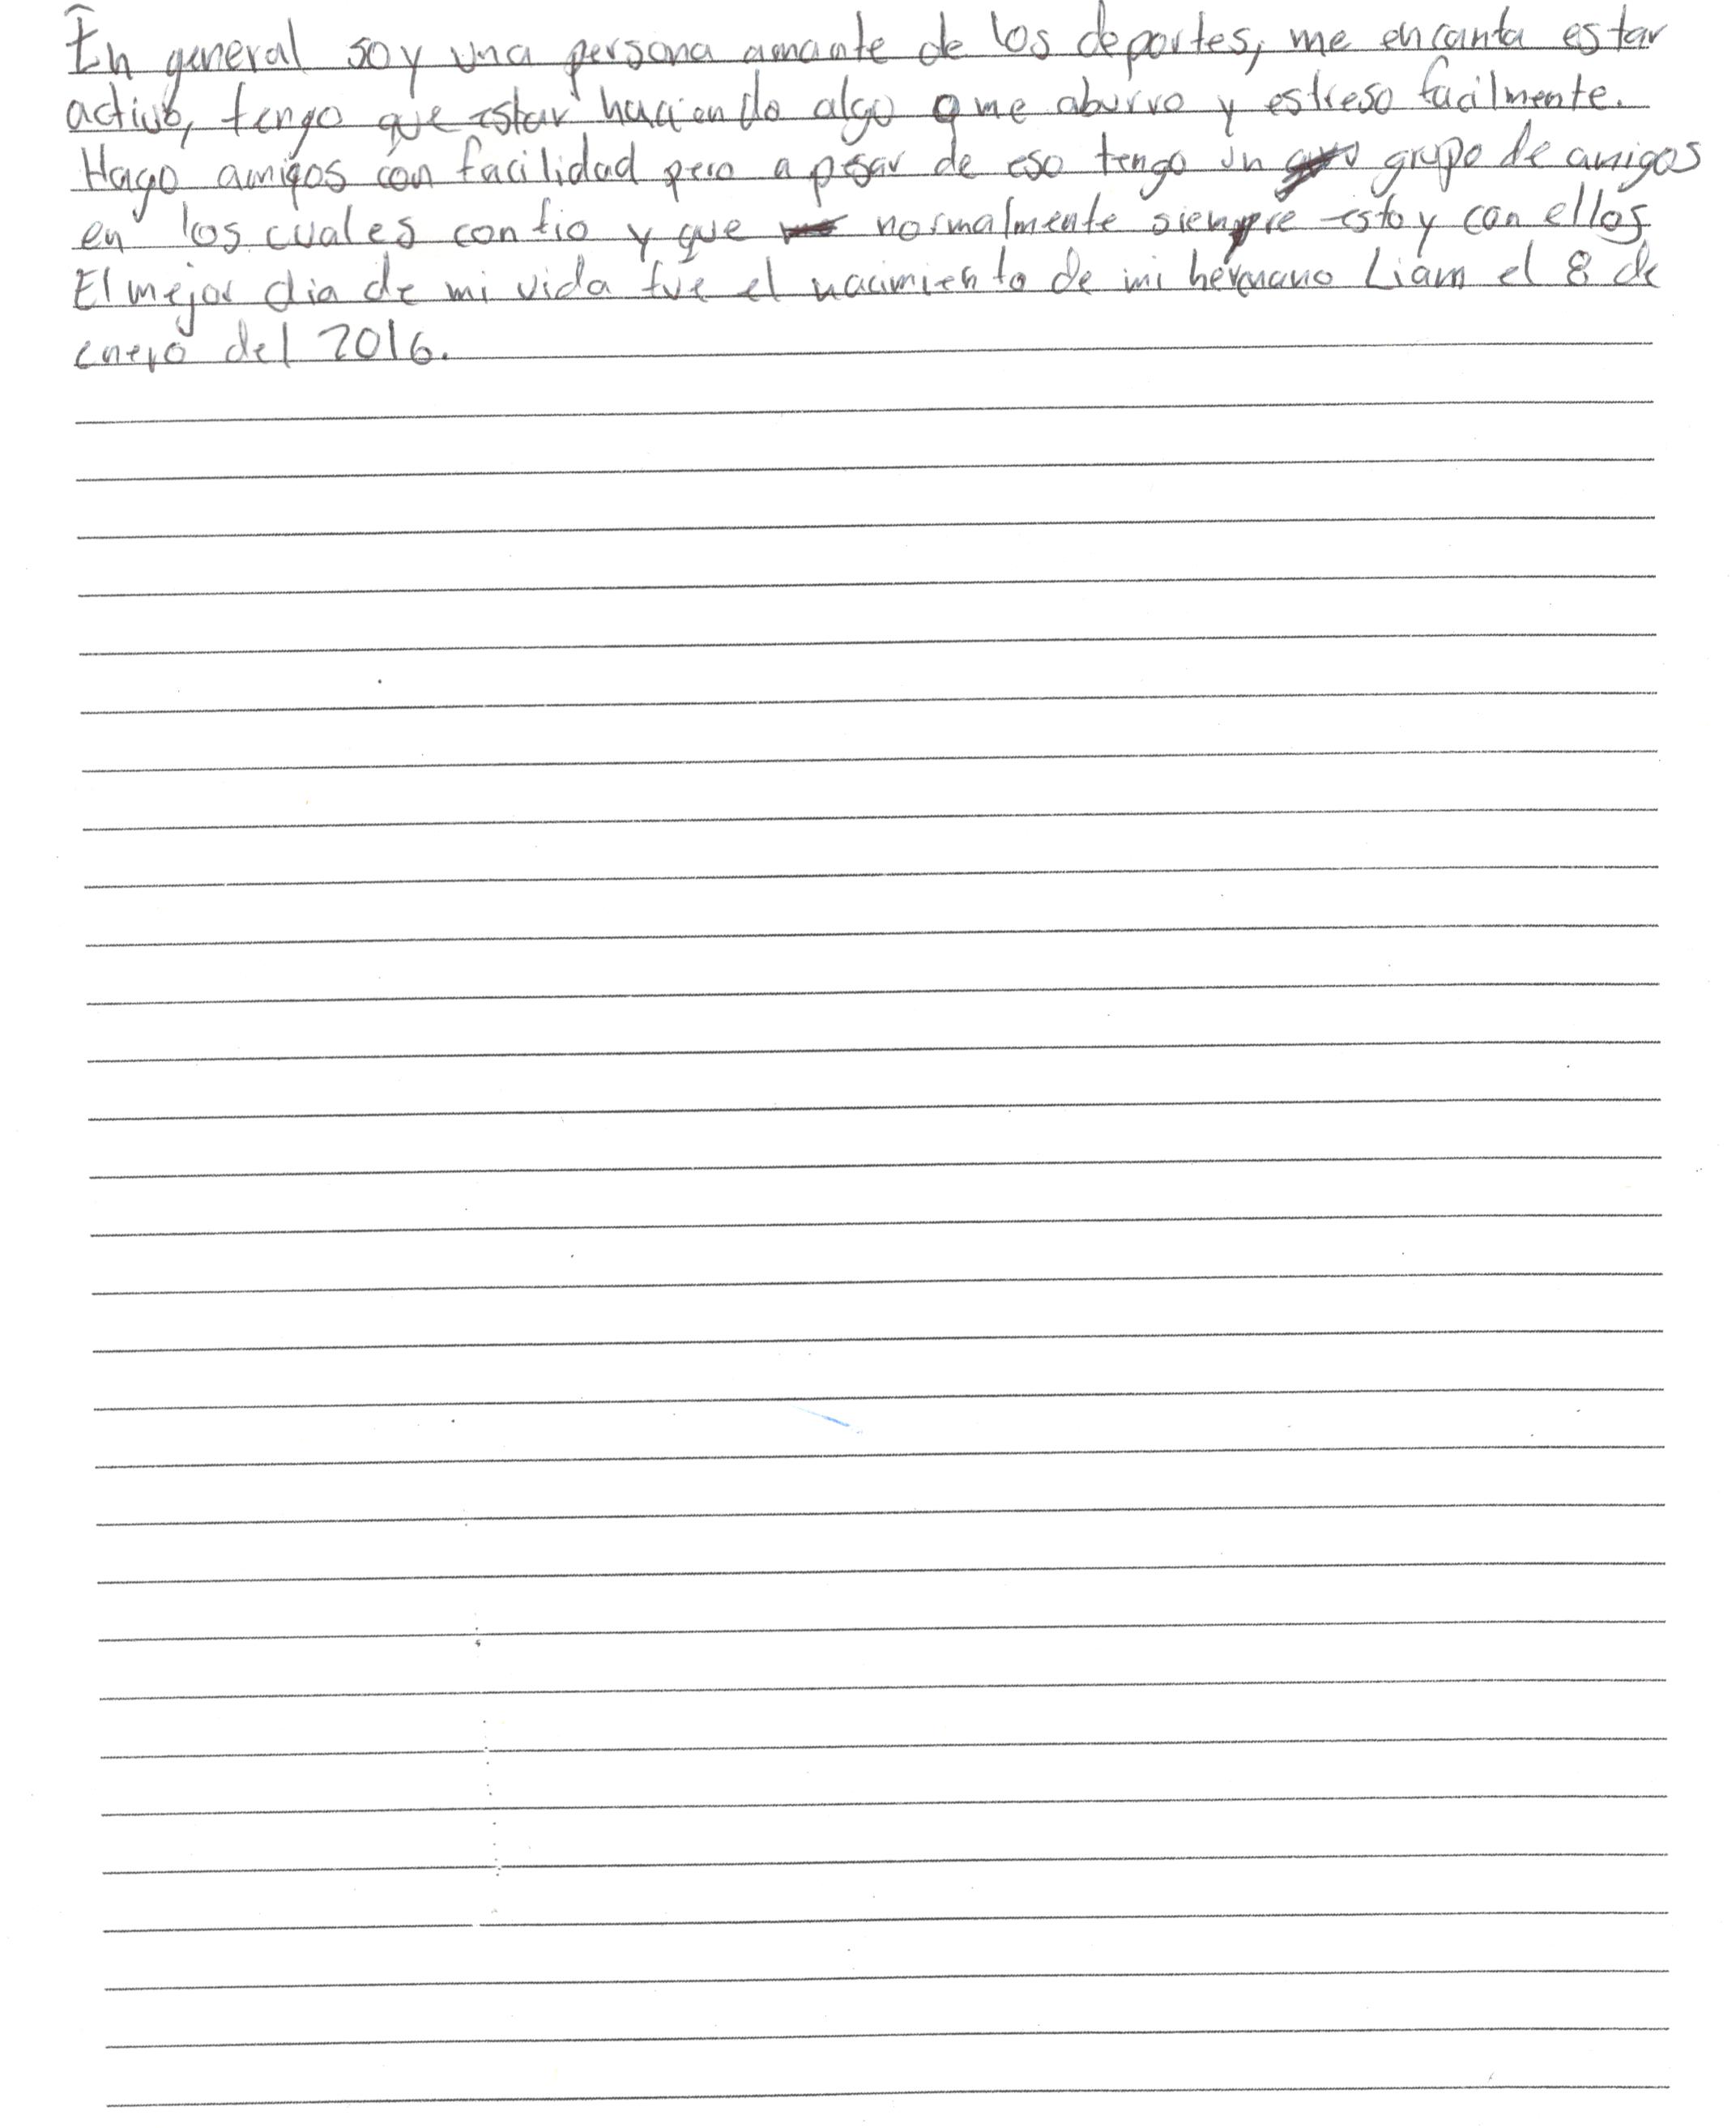 En general soy una persona amante de los deportes, me encanta estar
activo, tengo que estar haciendo algo o me aburro y estreso facilmente.
Hago amigos con facilidad pero a pesar de eso tengo un grupo de amigos
en los cuales confio y que normalmente siempre estoy con ellos.
El mejor dia de mi vida fue el nacimiento de mi hermano Liam el 8 de
enero del 2016.